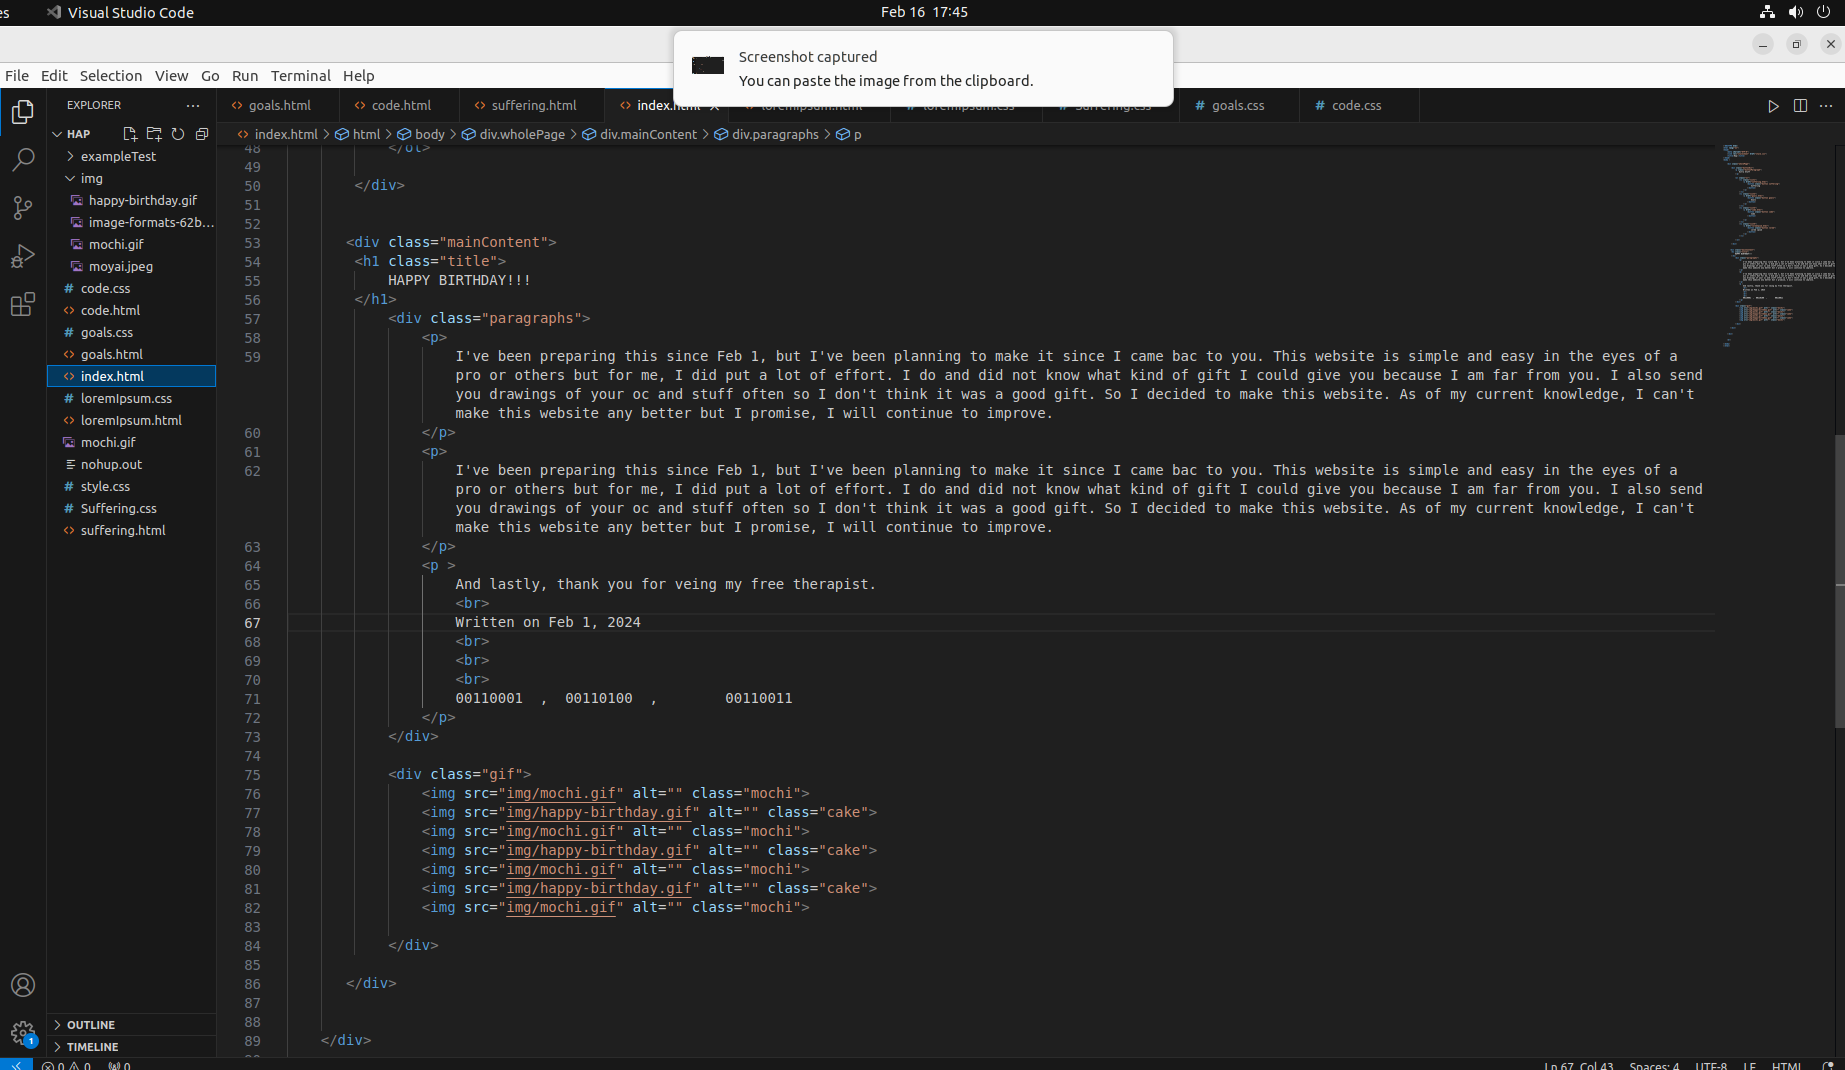 es Visual Studio Code Feb 16 17:45
Screenshot captured
You can paste the image from the clipboard.
File Edit Selection View Go Run Terminal Help
EXPLORER ...
goals.html code.html suffering.html index.html loremIpsum.html loremIpsum.css Suffering.css goals.css code.css
index.html > html > body > div.wholePage > div.mainContent > div.paragraphs > p
HAP
exampleTest
img
happy-birthday.gif
image-formats-62b...
mochi.gif
moyai.jpeg
# code.css
<> code.html
# goals.css
<> goals.html
<> index.html
# loremIpsum.css
<> loremIpsum.html
mochi.gif
nohup.out
# style.css
# Suffering.css
<> suffering.html
OUTLINE
TIMELINE
48 </ol>
49
50 </div>
51
52
53 <div class="mainContent">
54 <h1 class="title">
55 HAPPY BIRTHDAY!!!
56 </h1>
57 <div class="paragraphs">
58 <p>
59 I've been preparing this since Feb 1, but I've been planning to make it since I came bac to you. This website is simple and easy in the eyes of a
pro or others but for me, I did put a lot of effort. I do and did not know what kind of gift I could give you because I am far from you. I also send
you drawings of your oc and stuff often so I don't think it was a good gift. So I decided to make this website. As of my current knowledge, I can't
make this website any better but I promise, I will continue to improve.
60 </p>
61 <p>
62 I've been preparing this since Feb 1, but I've been planning to make it since I came bac to you. This website is simple and easy in the eyes of a
pro or others but for me, I did put a lot of effort. I do and did not know what kind of gift I could give you because I am far from you. I also send
you drawings of your oc and stuff often so I don't think it was a good gift. So I decided to make this website. As of my current knowledge, I can't
make this website any better but I promise, I will continue to improve.
63 </p>
64 <p >
65 And lastly, thank you for veing my free therapist.
66 <br>
67 Written on Feb 1, 2024
68 <br>
69 <br>
70 <br>
71 00110001 , 00110100 , 00110011
72 </p>
73 </div>
74
75 <div class="gif">
76 <img src="img/mochi.gif" alt="" class="mochi">
77 <img src="img/happy-birthday.gif" alt="" class="cake">
78 <img src="img/mochi.gif" alt="" class="mochi">
79 <img src="img/happy-birthday.gif" alt="" class="cake">
80 <img src="img/mochi.gif" alt="" class="mochi">
81 <img src="img/happy-birthday.gif" alt="" class="cake">
82 <img src="img/mochi.gif" alt="" class="mochi">
83
84 </div>
85
86 </div>
87
88
89 </div>
1
0 0 0 Ln 67, Col 43 Spaces: 4 UTF-8 LF HTML